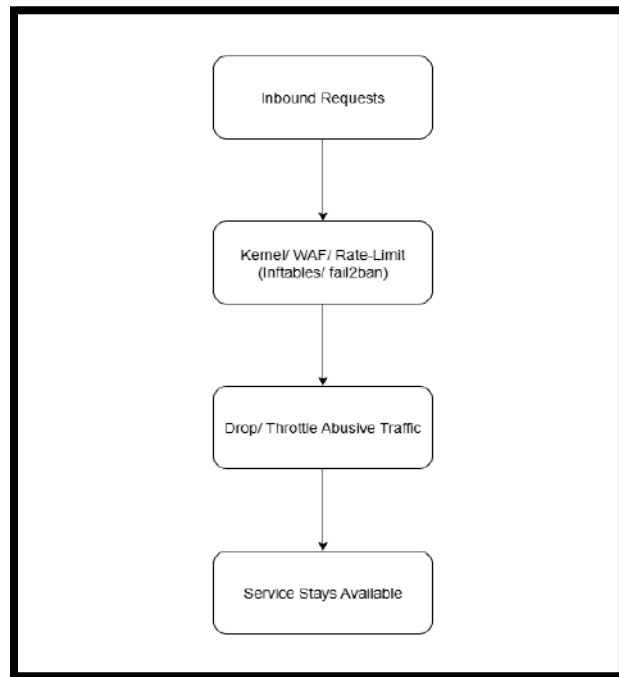 Inbound Requests
Kernel/ WAF/ Rate-Limit
(Inftables/ fail2ban)
Drop/ Throttle Abusive Traffic
Service Stays Available